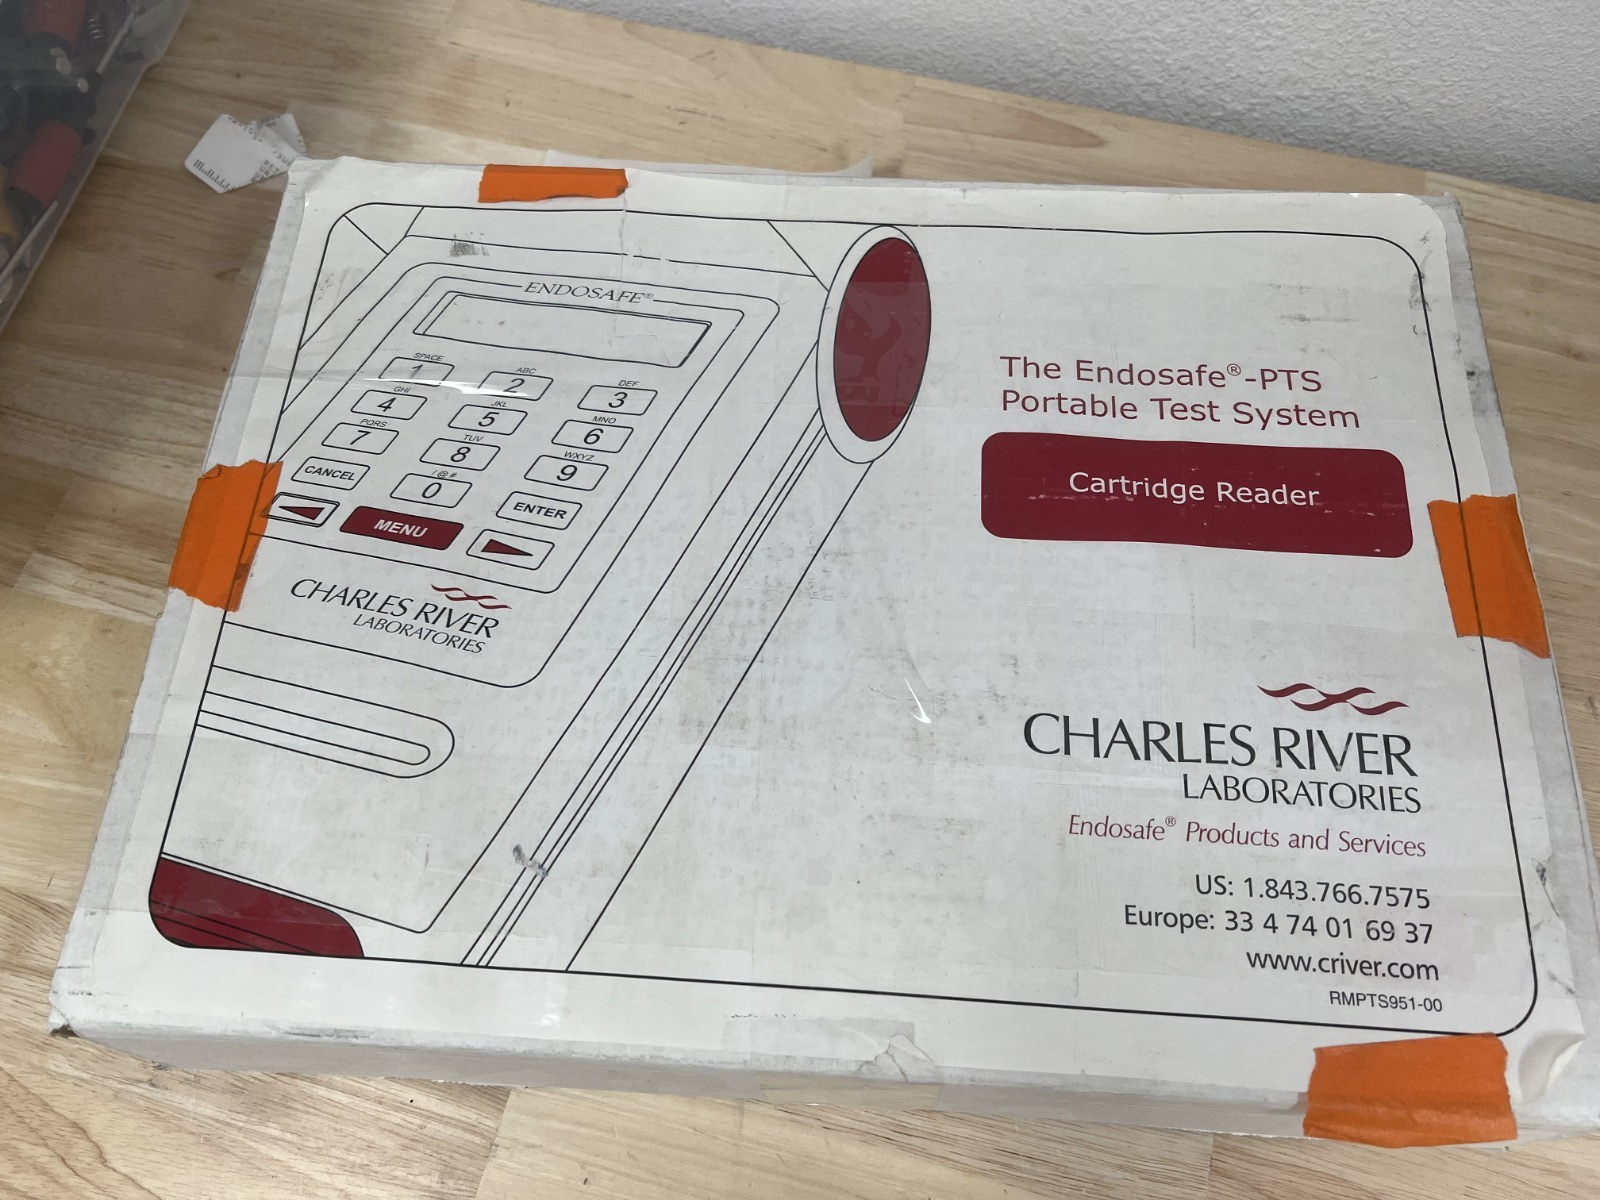 ENDOSAFE®
SPACE
1
ABC
2
DEF
3
GHI
4
JKL
5
MNO
6
PQRS
7
TUV
8
WXYZ
9
CANCEL
/@#
0
ENTER
MENU
CHARLES RIVER
LABORATORIES
The Endosafe®-PTS
Portable Test System
Cartridge Reader
CHARLES RIVER
LABORATORIES
Endosafe® Products and Services
US: 1.843.766.7575
Europe: 33 4 74 01 69 37
www.criver.com
RMPTS951-00